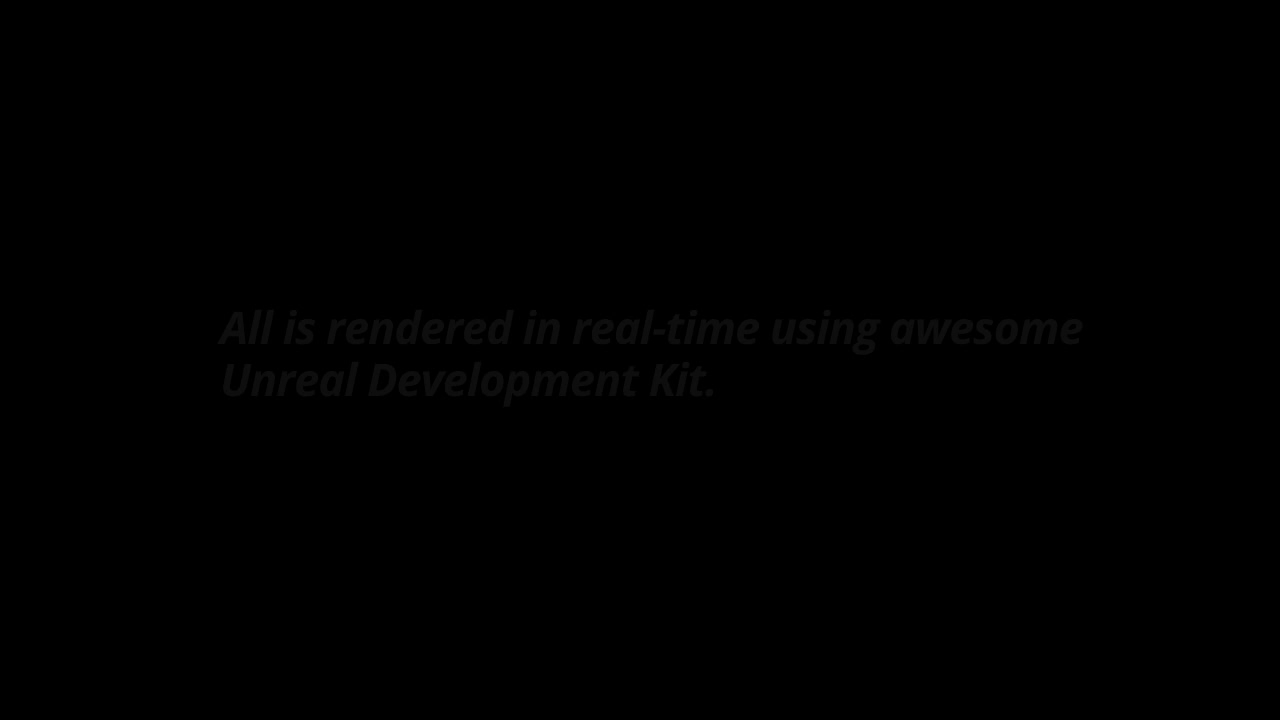 All is rendered in real-time using awesome
Unreal Development Kit.